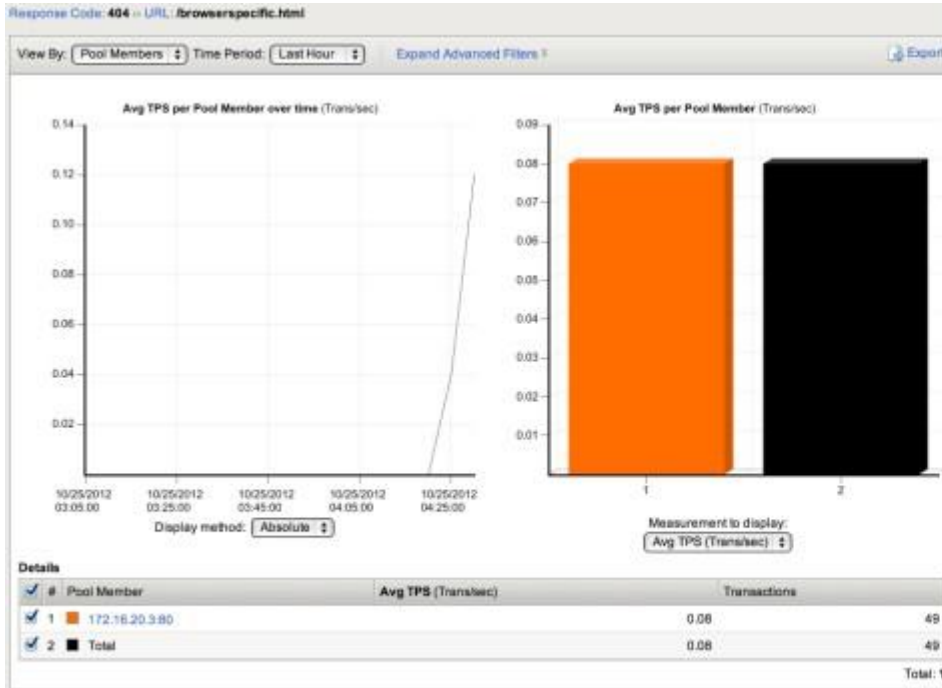 Response Code: 404 -- URL: /browserspecific.html
View By: Pool Members Time Period: Last Hour Expand Advanced Filters Export
Avg TPS per Pool Member over time (Trans/sec)
0.14
0.12
0.10
0.08
0.06
0.04
0.02
10/25/2012 10/25/2012 10/25/2012 10/25/2012 10/25/2012
03:05:00 03:25:00 03:45:00 04:05:00 04:25:00
Display method: Absolute
Avg TPS per Pool Member (Trans/sec)
0.09
0.08
0.07
0.06
0.05
0.04
0.03
0.02
0.01
1 2
Measurement to display:
Avg TPS (Trans/sec)
Details
# Pool Member Avg TPS (Trans/sec) Transactions
1 172.16.20.3:80 0.08 49
2 Total 0.08 49
Total: 1